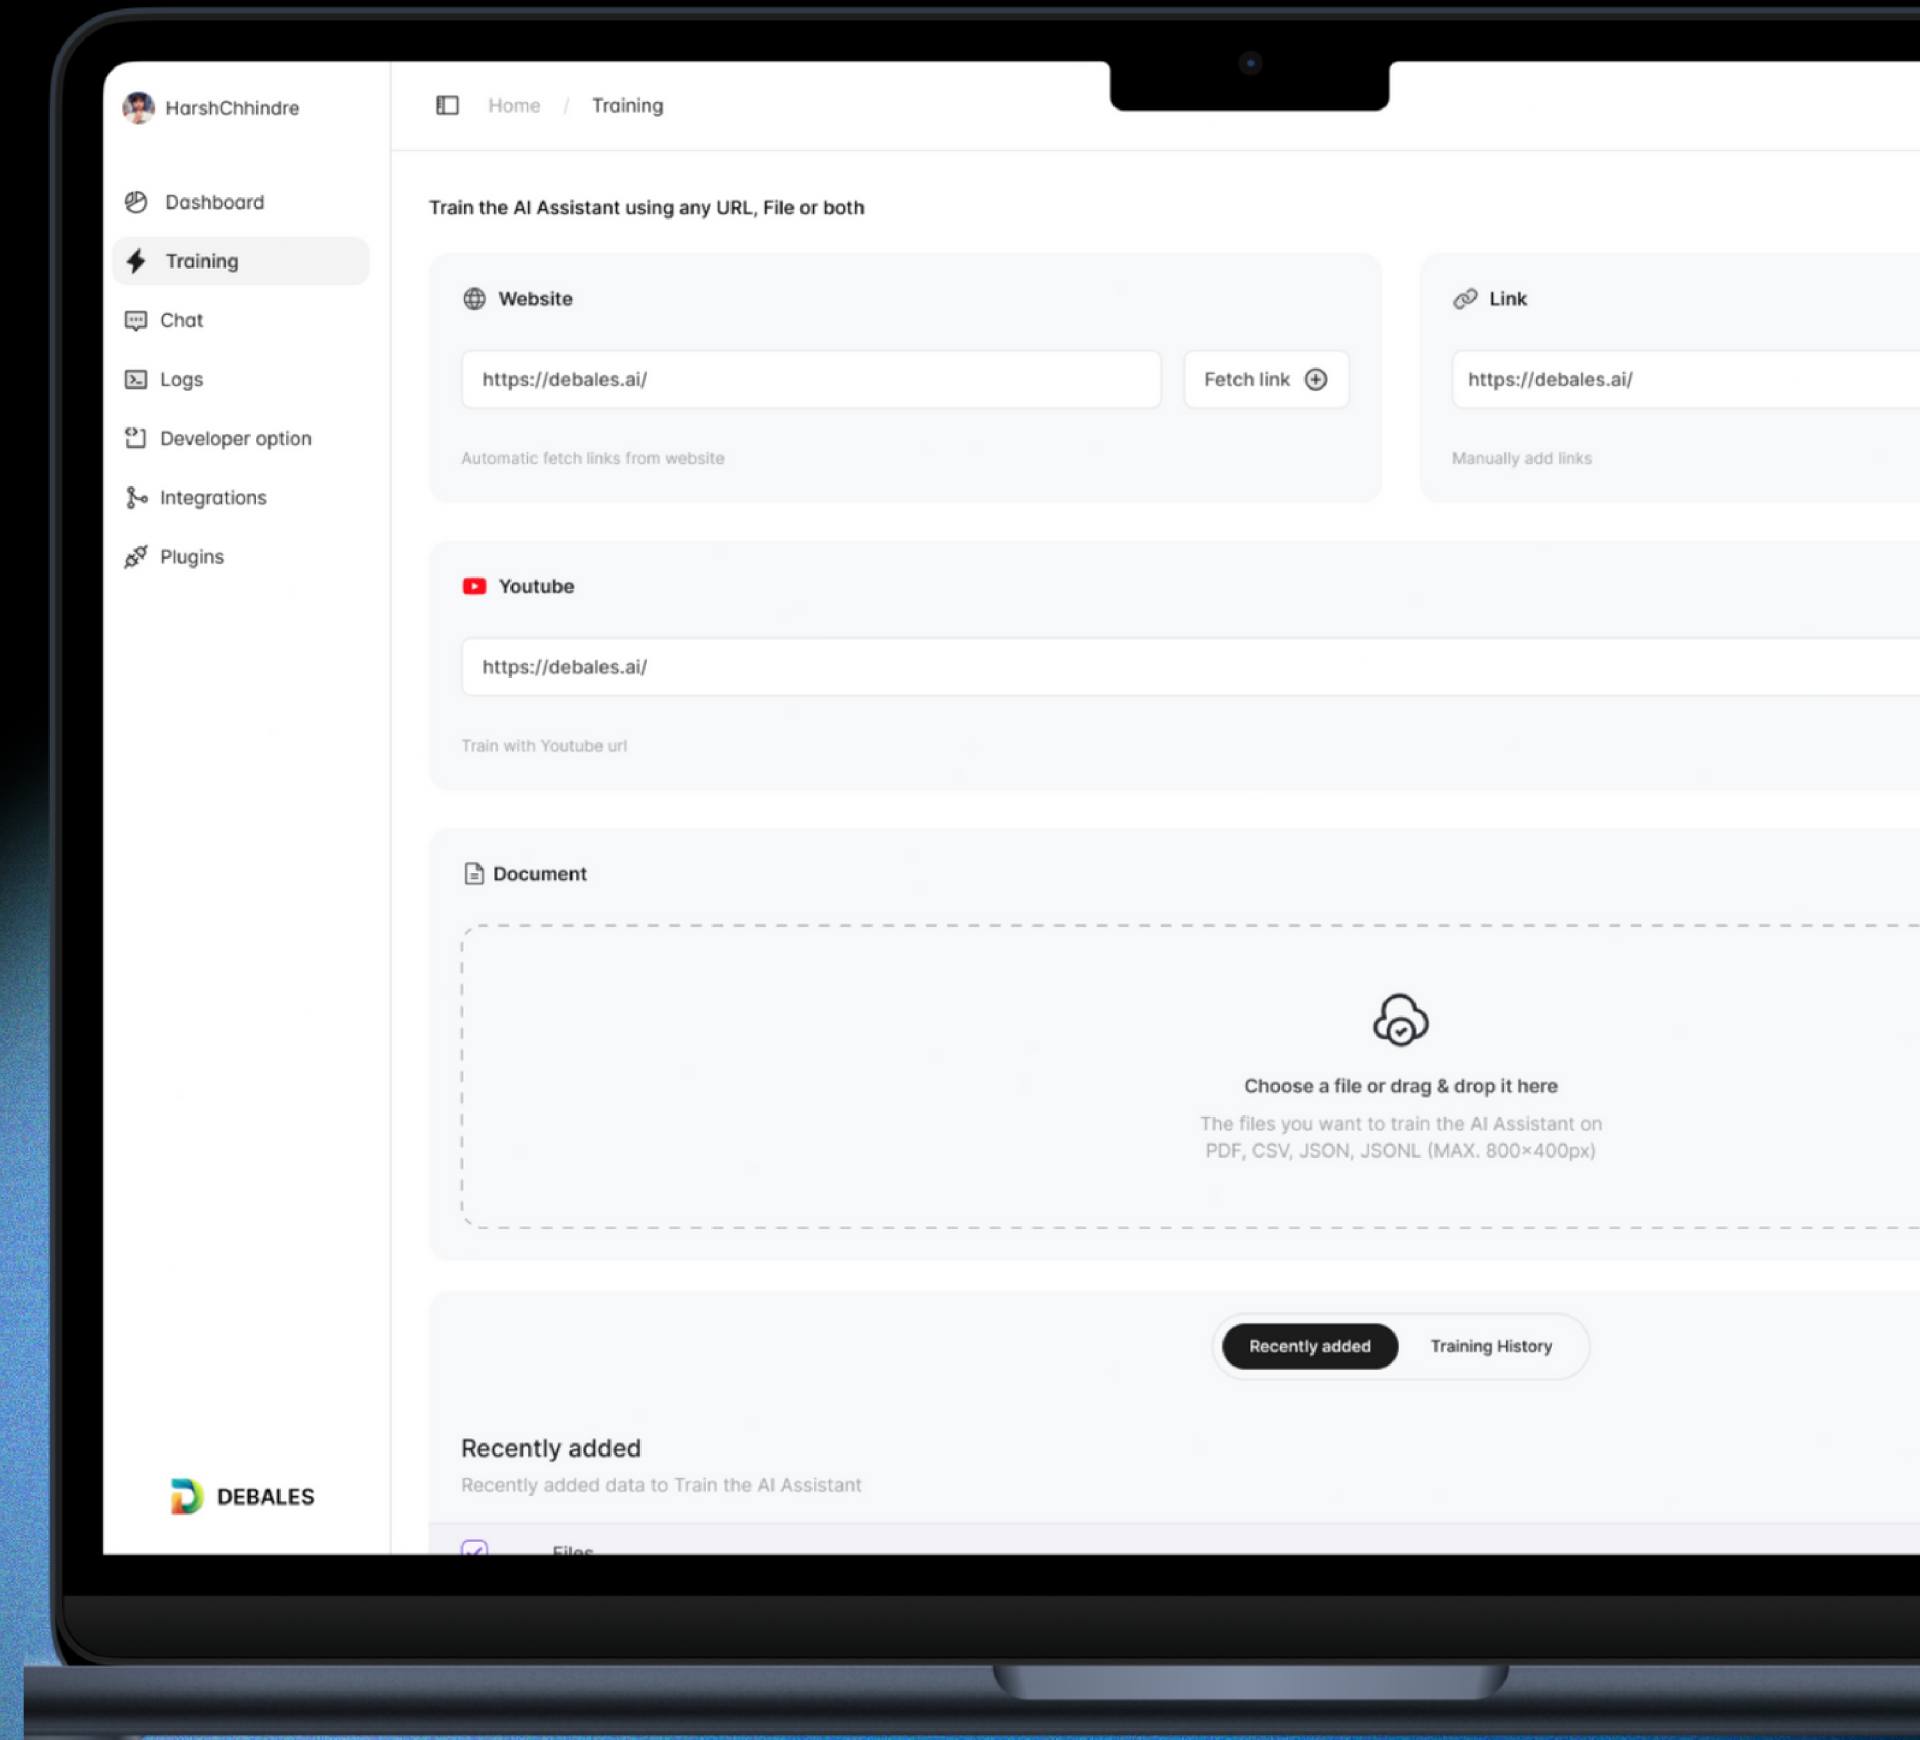 HarshChhindre
Home / Training
Dashboard
Training
Chat
Logs
Developer option
Integrations
Plugins
DEBALES
Train the AI Assistant using any URL, File or both
Website
https://debales.ai/
Fetch link
Automatic fetch links from website
Link
https://debales.ai/
Manually add links
Youtube
https://debales.ai/
Train with Youtube url
Document
Choose a file or drag & drop it here
The files you want to train the AI Assistant on
PDF, CSV, JSON, JSONL (MAX. 800×400px)
Recently added
Training History
Recently added
Recently added data to Train the AI Assistant
Files